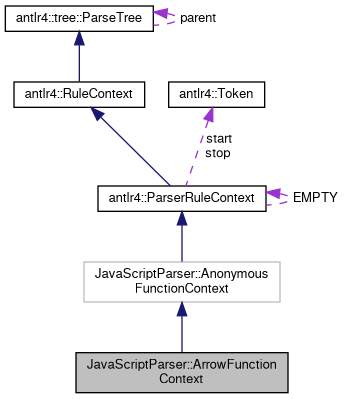 antlr4::tree::ParseTree
parent
antlr4::RuleContext
antlr4::Token
start
stop
antlr4::ParserRuleContext
EMPTY
JavaScriptParser::Anonymous
FunctionContext
JavaScriptParser::ArrowFunction
Context